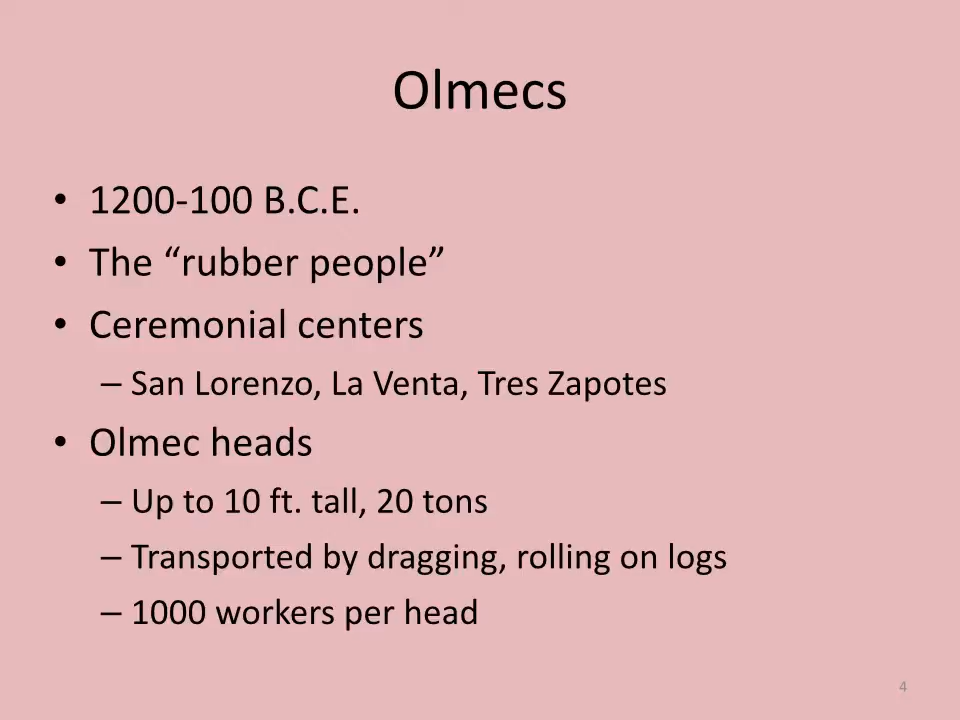 Olmecs
• 1200-100 B.C.E.
• The “rubber people”
• Ceremonial centers
– San Lorenzo, La Venta, Tres Zapotes
• Olmec heads
– Up to 10 ft. tall, 20 tons
– Transported by dragging, rolling on logs
– 1000 workers per head
4